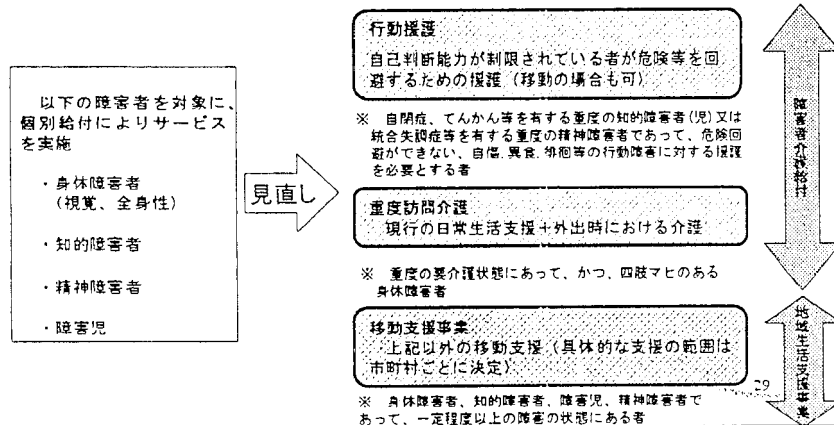 以下の障害者を対象に、
個別給付によりサービス
を実施
・身体障害者
(視覚、全身性)
・知的障害者
・精神障害者
・障害児
見直し
行動援護
自己判断能力が制限されている者が危険等を回
避するための援護（移動の場合も可）
※ 自閉症、てんかん等を有する重度の知的障害者(児)又は
統合失調症等を有する重度の精神障害者であって、危険回
避ができない、自傷、異食、徘徊等の行動障害に対する援護
を必要とする者
重度訪問介護
現行の日常生活支援＋外出時における介護
※ 重度の要介護状態にあって、かつ、四肢マヒのある
身体障害者
移動支援事業
上記以外の移動支援（具体的な支援の範囲は
市町村ごとに決定）
※ 身体障害者、知的障害者、障害児、精神障害者で
あって、一定程度以上の障害の状態にある者
障害者介護給付
地域生活支援事業
29